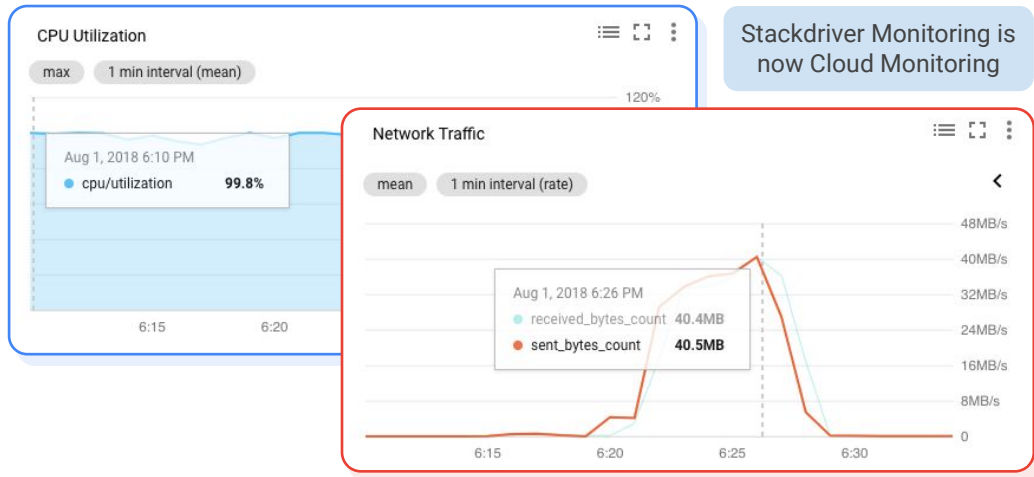 CPU Utilization
max
1 min interval (mean)
120%
Aug 1, 2018 6:10 PM
cpu/utilization 99.8%
6:15
6:20
Stackdriver Monitoring is
now Cloud Monitoring
Network Traffic
mean
1 min interval (rate)
48MB/s
40MB/s
32MB/s
24MB/s
16MB/s
8MB/s
0
Aug 1, 2018 6:26 PM
received_bytes_count 40.4MB
sent_bytes_count 40.5MB
6:15
6:20
6:25
6:30